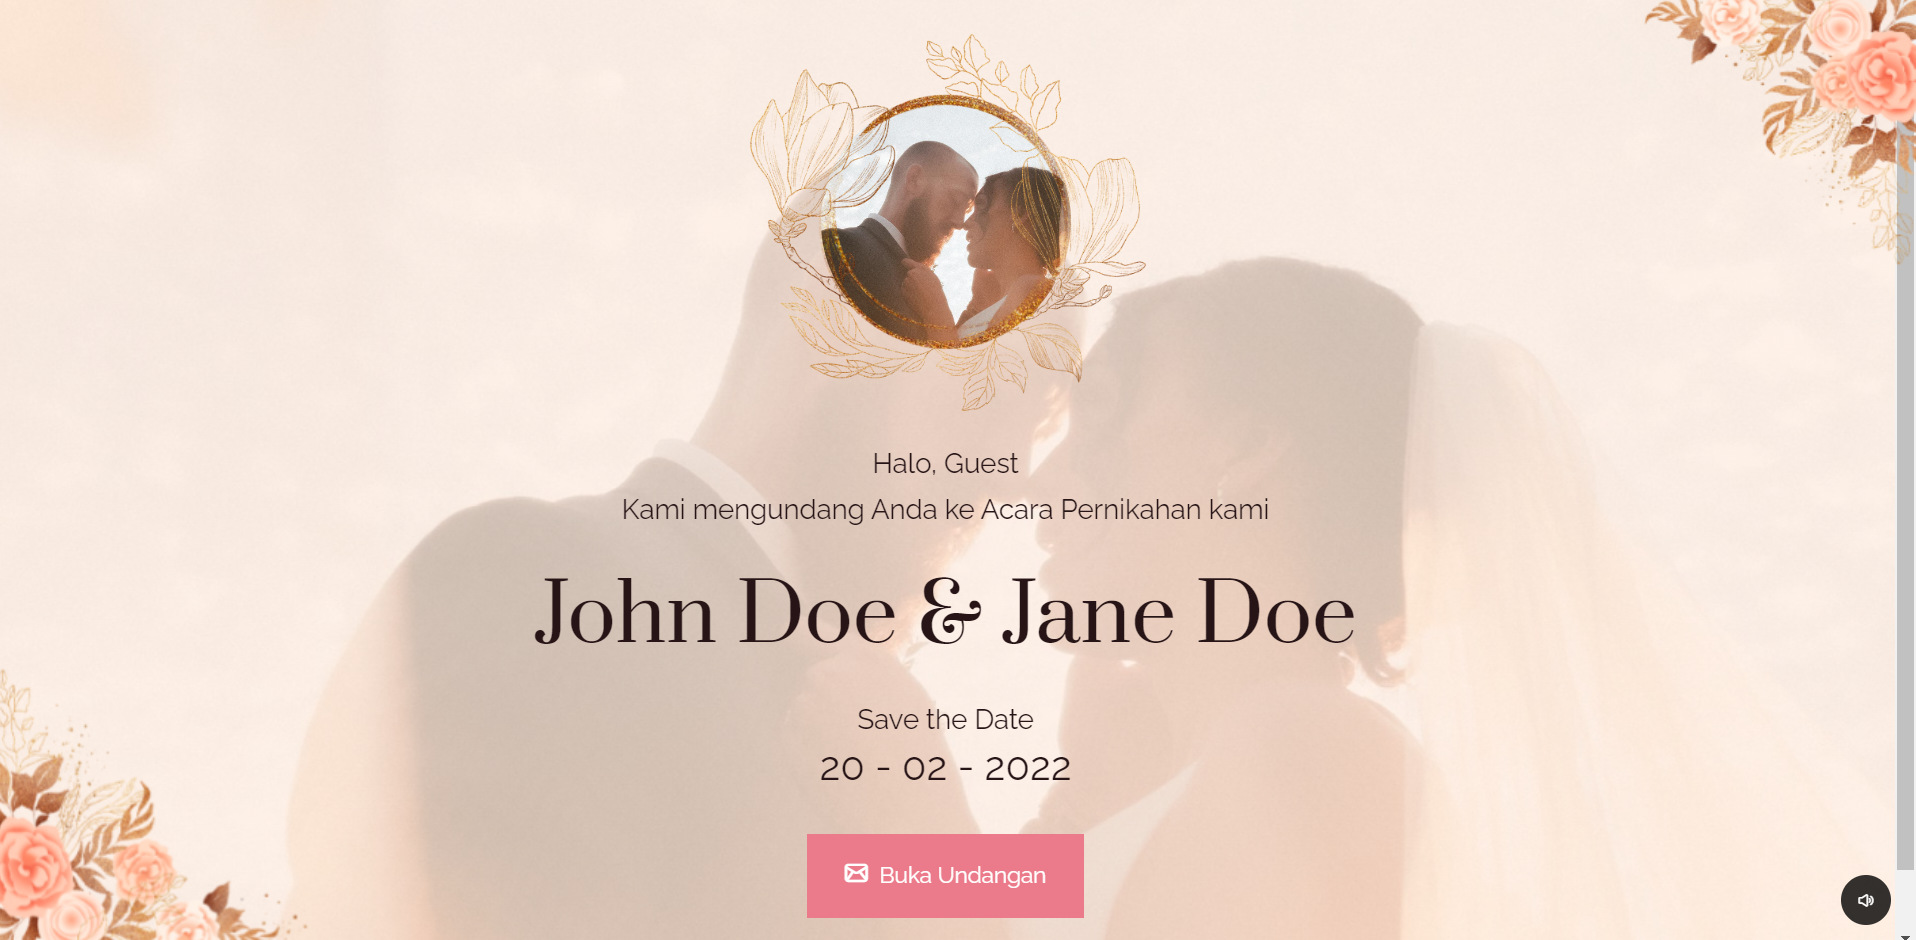 Halo, Guest
Kami mengundang Anda ke Acara Pernikahan kami
John Doe & Jane Doe
Save the Date
20 - 02 - 2022
Buka Undangan